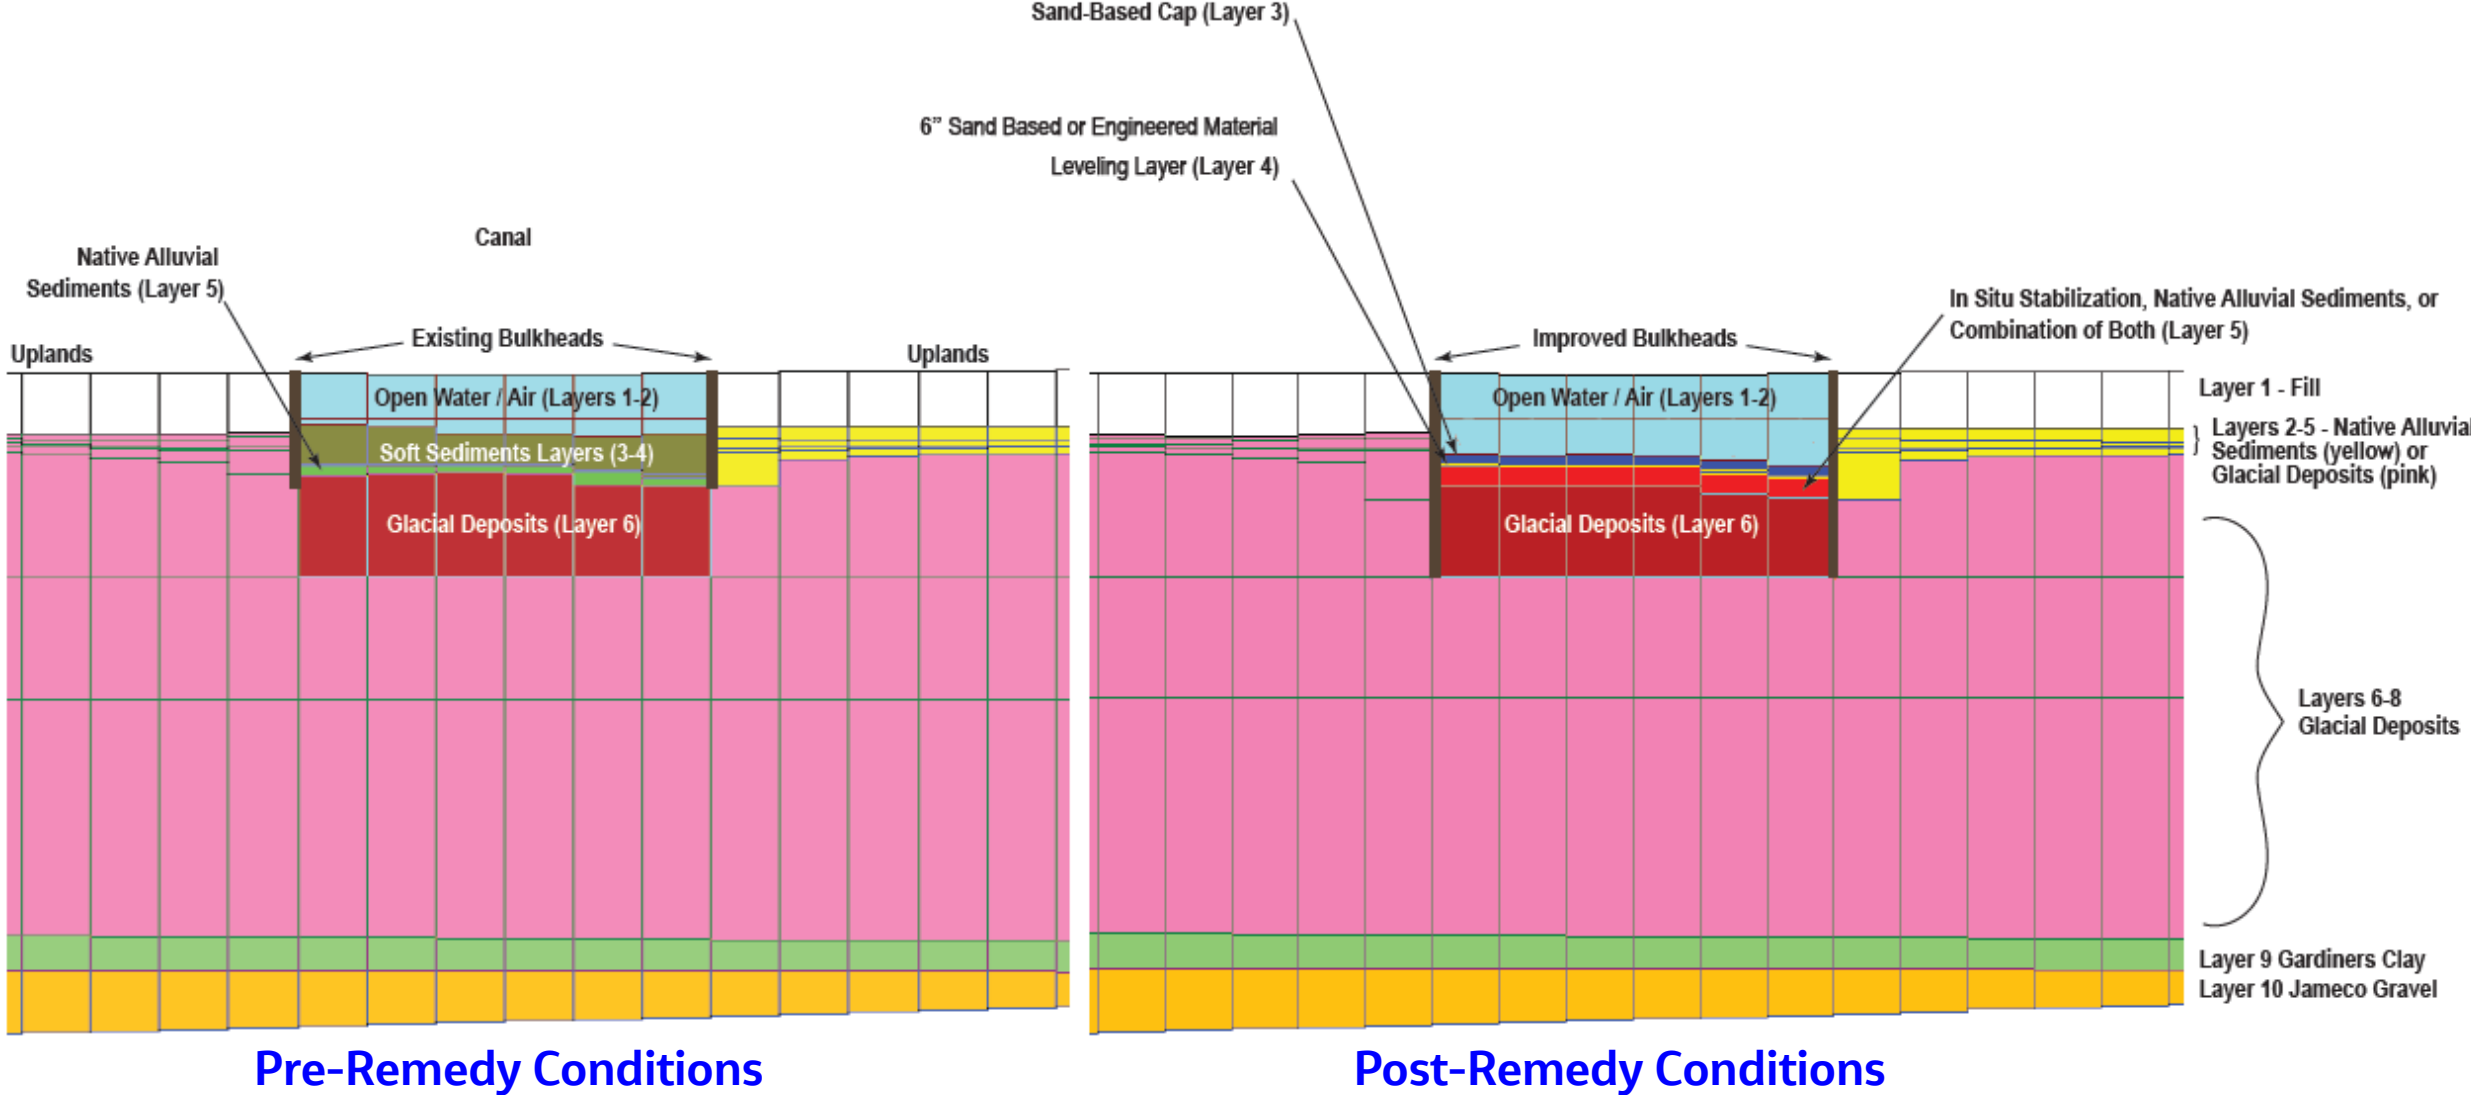 Sand-Based Cap (Layer 3)
6” Sand Based or Engineered Material
Leveling Layer (Layer 4)
Canal
Native Alluvial
Sediments (Layer 5)
Existing Bulkheads
Uplands
Uplands
Open Water / Air (Layers 1-2)
Soft Sediments Layers (3-4)
Glacial Deposits (Layer 6)
In Situ Stabilization, Native Alluvial Sediments, or
Combination of Both (Layer 5)
Improved Bulkheads
Open Water / Air (Layers 1-2)
Glacial Deposits (Layer 6)
Layer 1 - Fill
Layers 2-5 - Native Alluvial
Sediments (yellow) or
Glacial Deposits (pink)
Layers 6-8
Glacial Deposits
Layer 9 Gardiners Clay
Layer 10 Jameco Gravel
Pre-Remedy Conditions
Post-Remedy Conditions